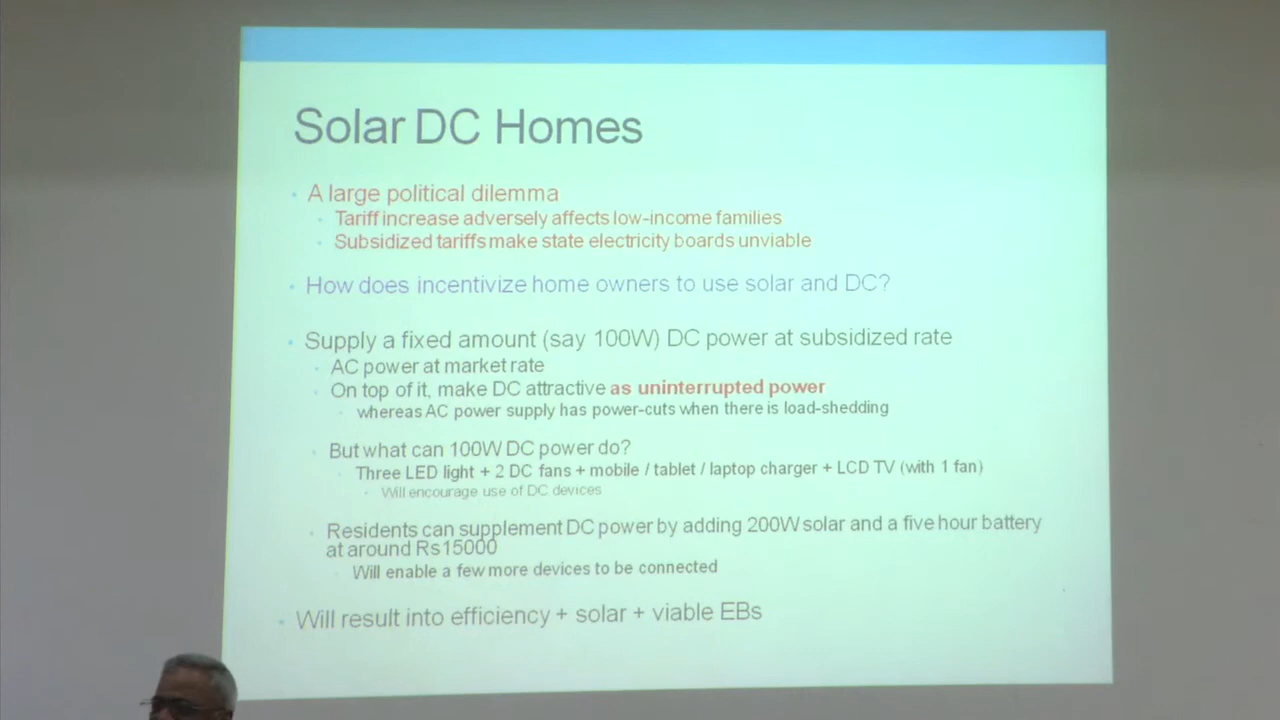 Solar DC Homes
A large political dilemma
Tariff increase adversely affects low-income families
Subsidized tariffs make state electricity boards unviable
How does incentivize home owners to use solar and DC?
Supply a fixed amount (say 100W) DC power at subsidized rate
AC power at market rate
On top of it, make DC attractive as uninterrupted power
whereas AC power supply has power-cuts when there is load-shedding
But what can 100W DC power do?
Three LED light + 2 DC fans + mobile / tablet / laptop charger + LCD TV (with 1 fan)
Will encourage use of DC devices
Residents can supplement DC power by adding 200W solar and a five hour battery
at around Rs15000
Will enable a few more devices to be connected
Will result into efficiency + solar + viable EBs